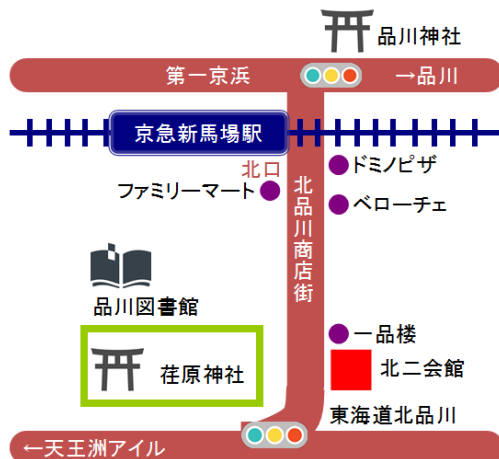 品川神社
第一京浜
→品川
京急新馬場駅
北口
ドミノピザ
ファミリーマート
ベローチェ
北品川商店街
品川図書館
一品楼
荏原神社
北二会館
東海道北品川
←天王洲アイル